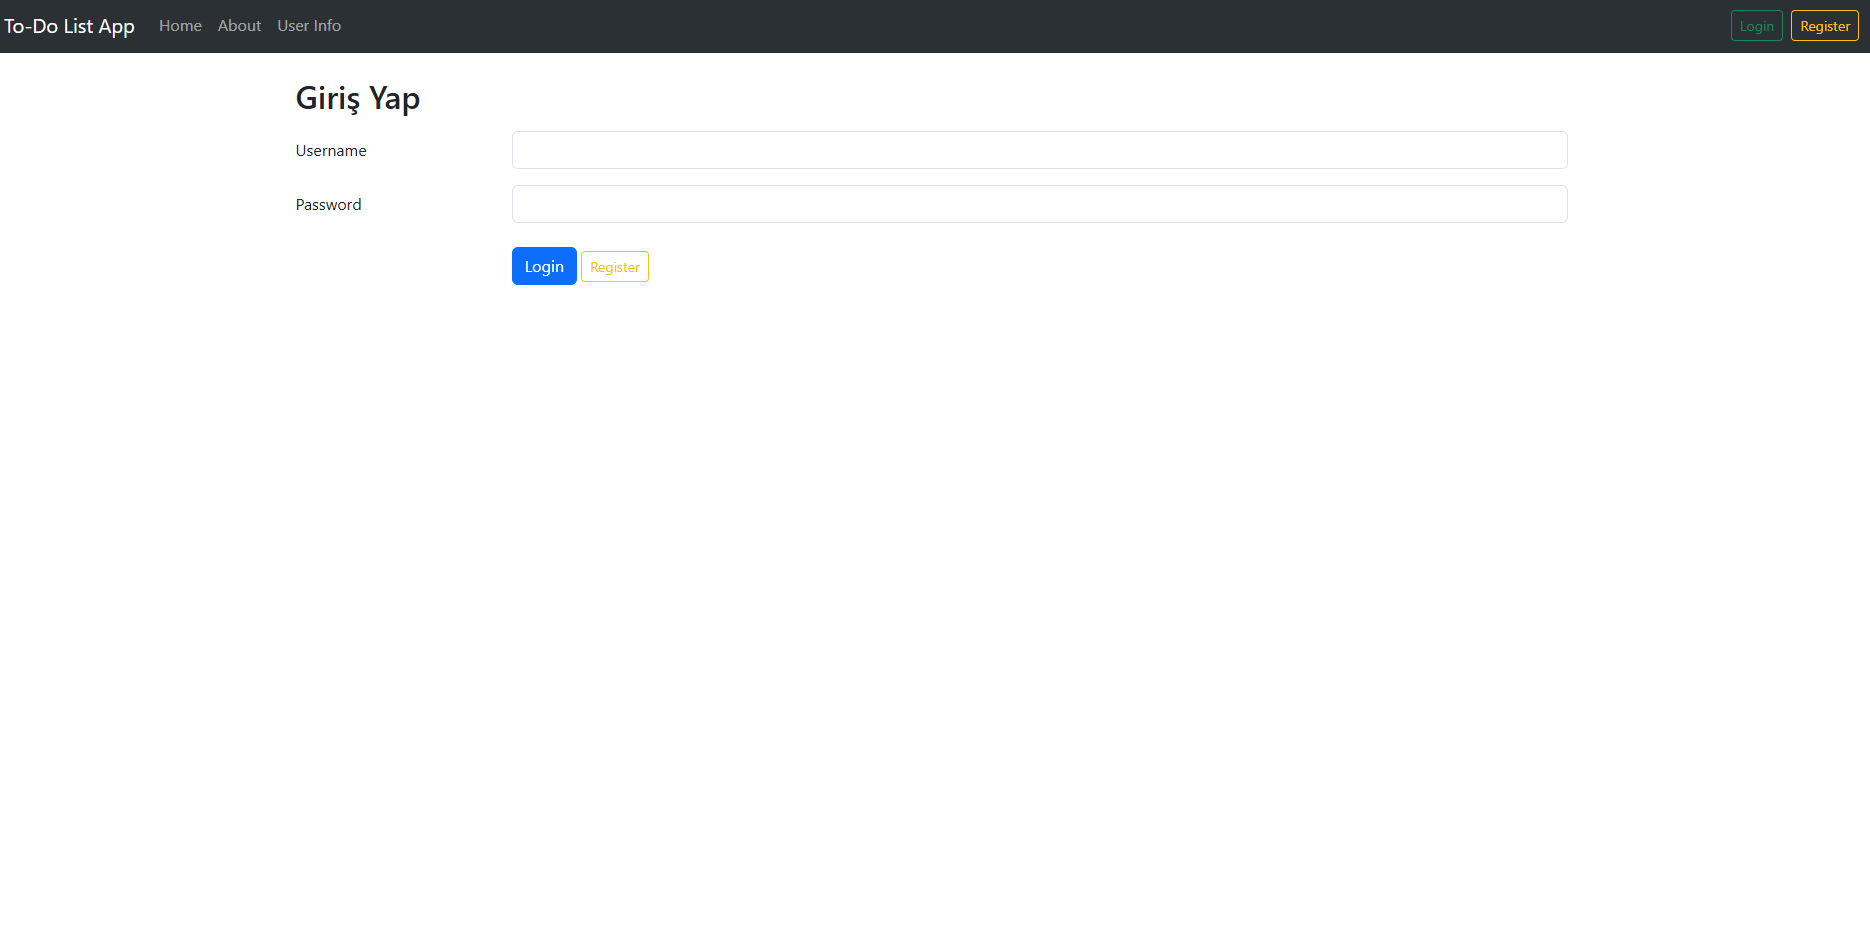 To-Do List App Home About User Info Login Register
Giriş Yap
Username
Password
Login Register